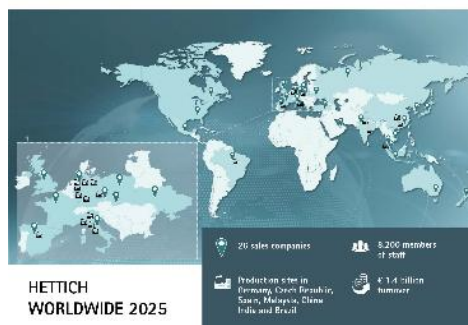 26 sales companies
8.200 members
of staff
Production sites in
Germany, Czech Republic,
Spain, Malaysia, China
India and Brazil
€ 1.4 billion
turnover
HETTICH
WORLDWIDE 2025